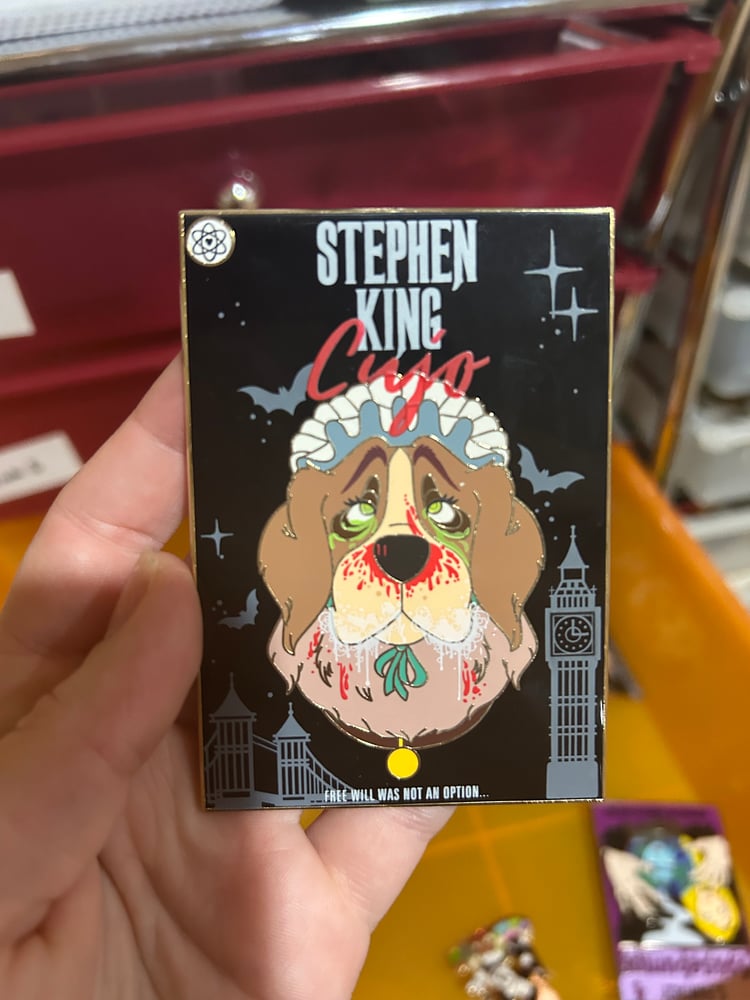 STEPHEN
KING
Cujo
FREE WILL WAS NOT AN OPTION...